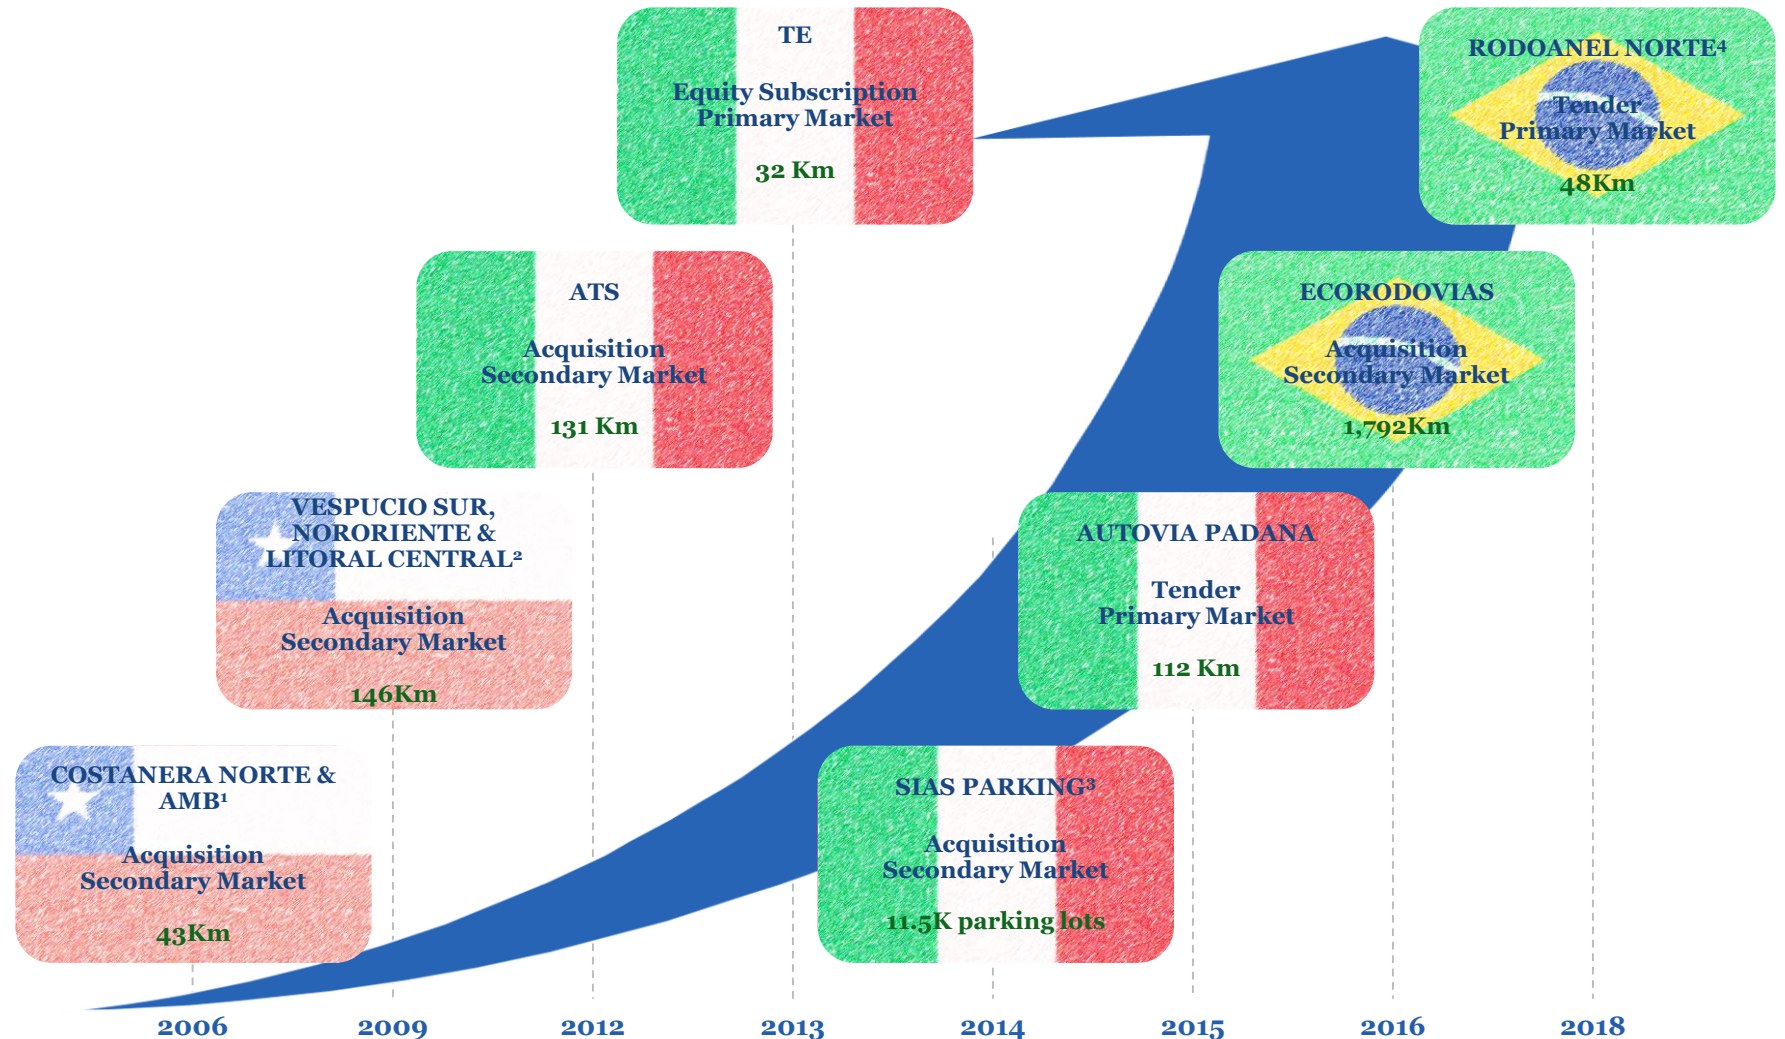 TE
Equity Subscription
Primary Market
32 Km
RODOANEL NORTE⁴
Tender
Primary Market
48Km
ATS
Acquisition
Secondary Market
131 Km
ECORODOVIAS
Acquisition
Secondary Market
1,792Km
VESPUCIO SUR,
NORORIENTE &
LITORAL CENTRAL²
Acquisition
Secondary Market
146Km
AUTOVIA PADANA
Tender
Primary Market
112 Km
COSTANERA NORTE &
AMB¹
Acquisition
Secondary Market
43Km
SIAS PARKING³
Acquisition
Secondary Market
11.5K parking lots
2006 2009 2012 2013 2014 2015 2016 2018